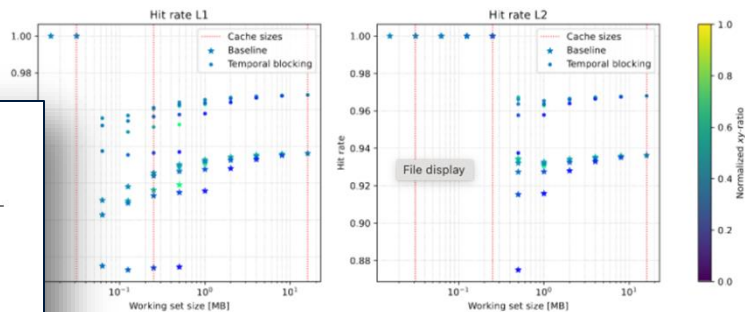 Hit rate L1
Cache sizes
Baseline
Temporal blocking
1.00
0.98
10⁻¹
10⁰
10¹
Working set size [MB]
Hit rate L2
Cache sizes
Baseline
Temporal blocking
1.00
0.98
0.96
0.94
0.92
0.90
0.88
Hit rate
File display
10⁻¹
10⁰
10¹
Working set size [MB]
1.0
0.8
0.6
0.4
0.2
0.0
Normalized xy-ratio